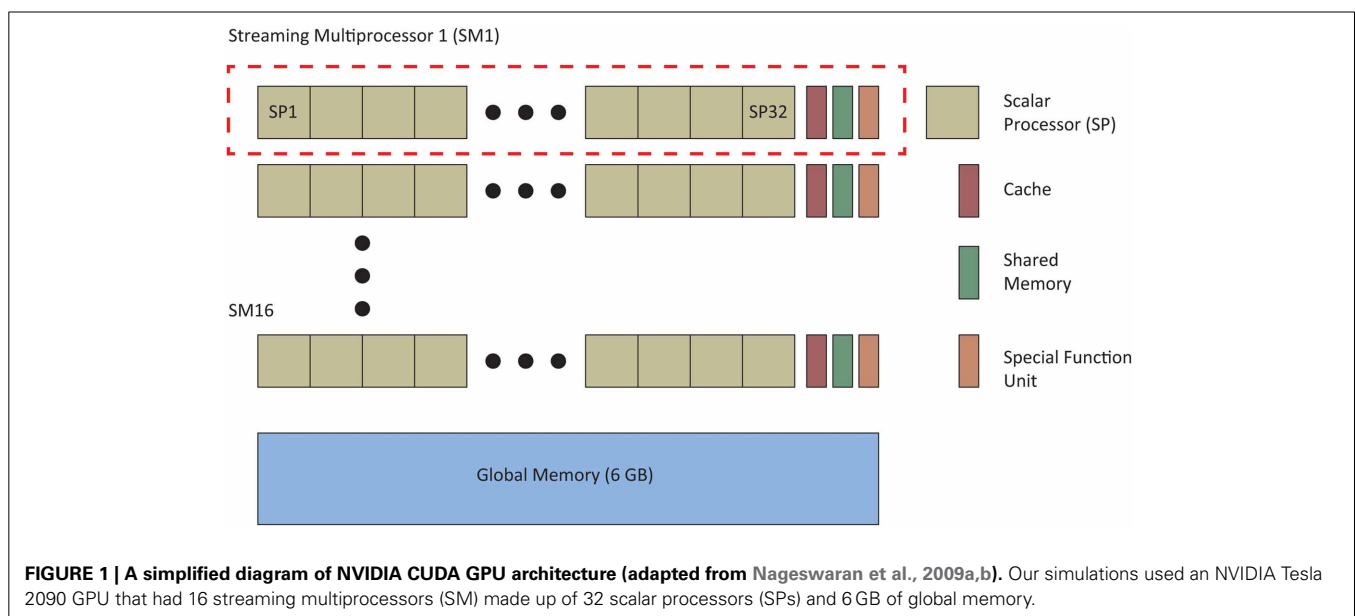 Streaming Multiprocessor 1 (SM1)
SP1
SP32
Scalar
Processor (SP)
Cache
Shared
Memory
SM16
Special Function
Unit
Global Memory (6 GB)
FIGURE 1 | A simplified diagram of NVIDIA CUDA GPU architecture (adapted from Nageswaran et al., 2009a,b). Our simulations used an NVIDIA Tesla
2090 GPU that had 16 streaming multiprocessors (SM) made up of 32 scalar processors (SPs) and 6 GB of global memory.